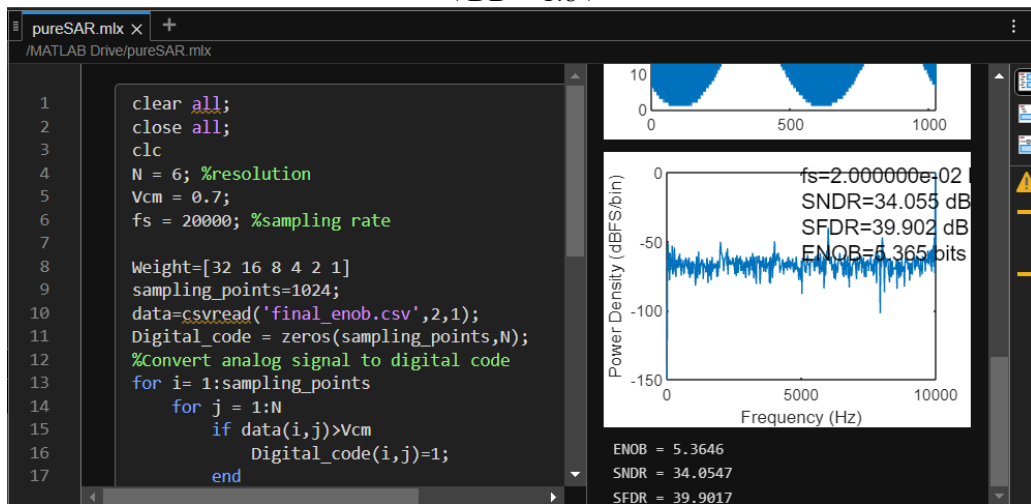 pureSAR.mlx × +
/MATLAB Drive/pureSAR.mlx
1 clear all;
2 close all;
3 clc
4 N = 6; %resolution
5 Vcm = 0.7;
6 fs = 20000; %sampling rate
7
8 Weight=[32 16 8 4 2 1]
9 sampling_points=1024;
10 data=csvread('final_enob.csv',2,1);
11 Digital_code = zeros(sampling_points,N);
12 %Convert analog signal to digital code
13 for i= 1:sampling_points
14 for j = 1:N
15 if data(i,j)>Vcm
16 Digital_code(i,j)=1;
17 end
10
0
0 500 1000
0
-50
-100
-150
Power Density (dBFS/bin)
fs=2.000000e-02
SNDR=34.055 dB
SFDR=39.902 dB
ENOB=5.365 bits
0 5000 10000
Frequency (Hz)
ENOB = 5.3646
SNDR = 34.0547
SFDR = 39.9017